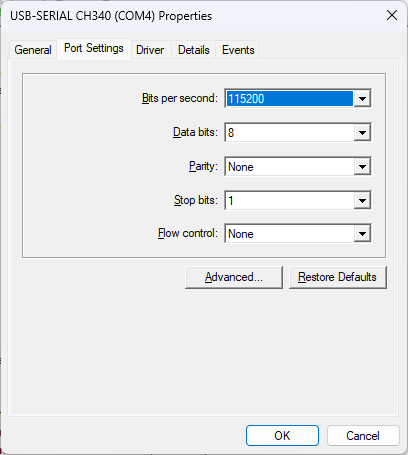 USB-SERIAL CH340 (COM4) Properties
General Port Settings Driver Details Events
Bits per second: 115200
Data bits: 8
Parity: None
Stop bits: 1
Flow control: None
Advanced... Restore Defaults
OK Cancel